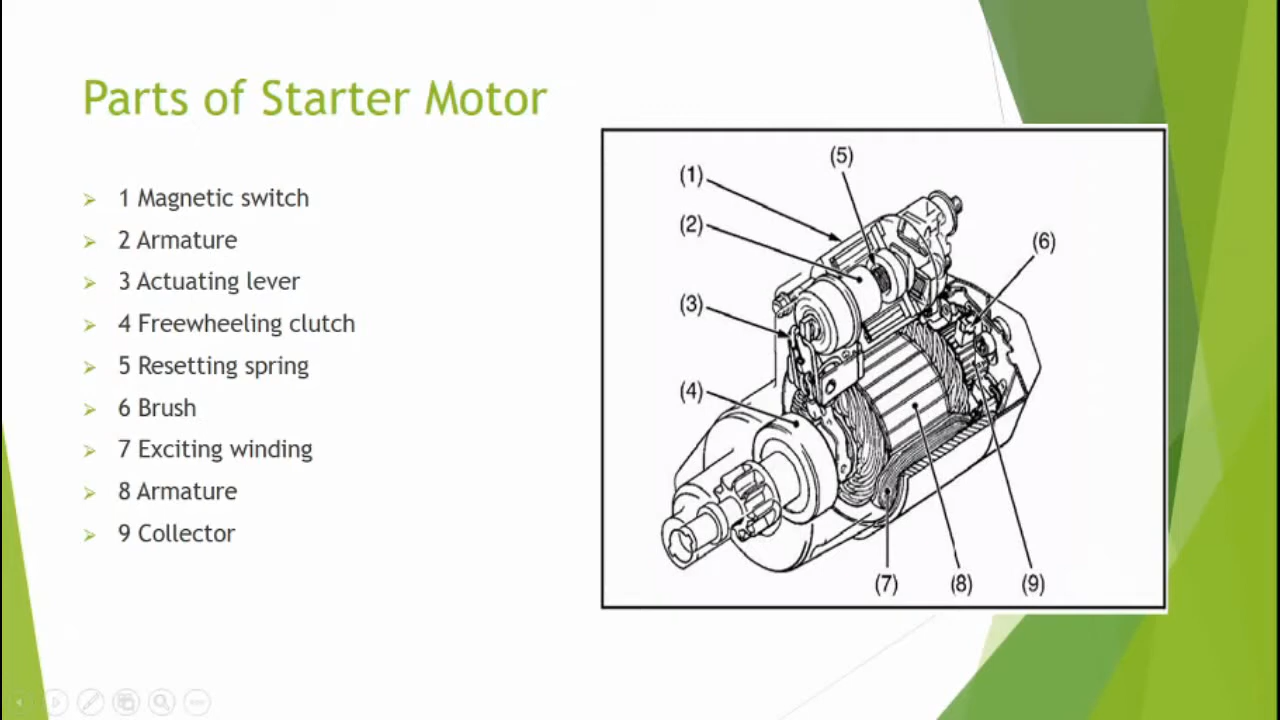 Parts of Starter Motor
1 Magnetic switch
2 Armature
3 Actuating lever
4 Freewheeling clutch
5 Resetting spring
6 Brush
7 Exciting winding
8 Armature
9 Collector
(5)
(1)
(2)
(6)
(3)
(4)
(7)
(8)
(9)